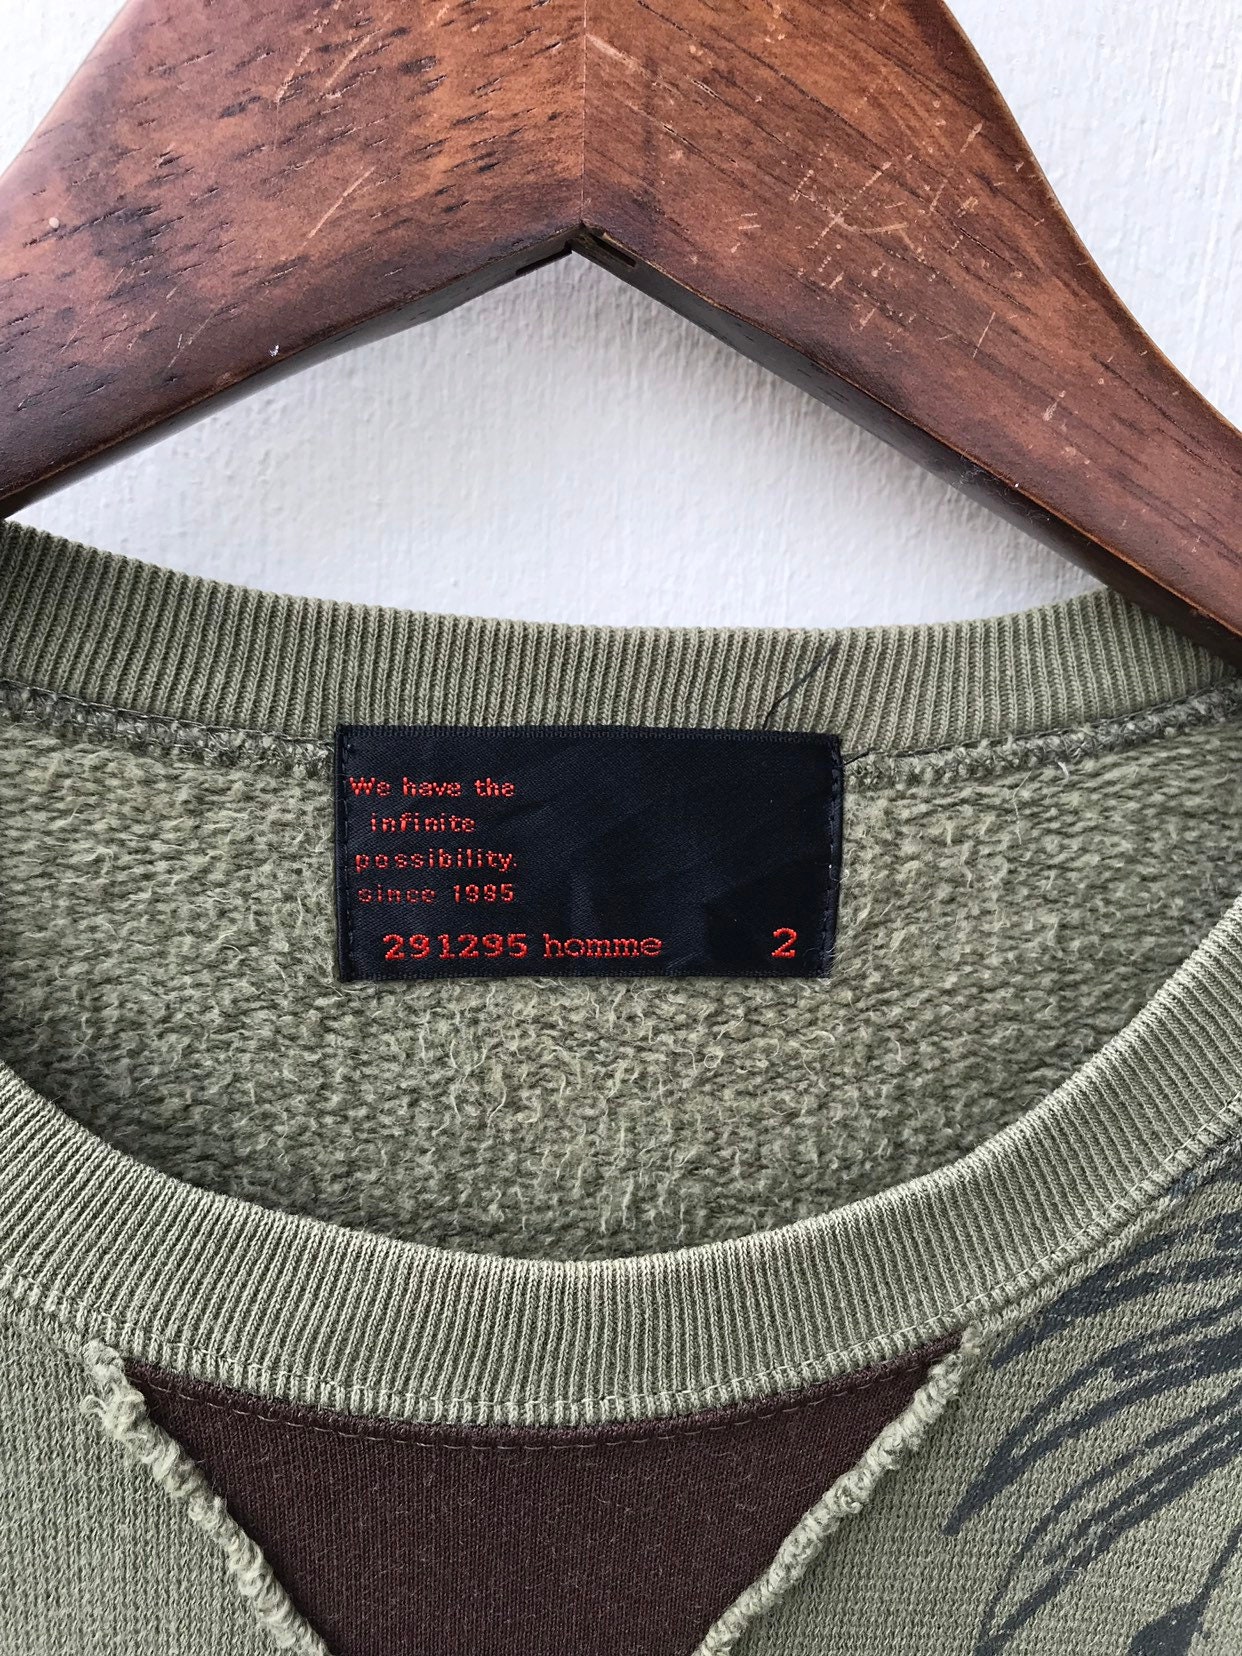 We have the
infinite
possibility.
since 1995
291295 homme 2